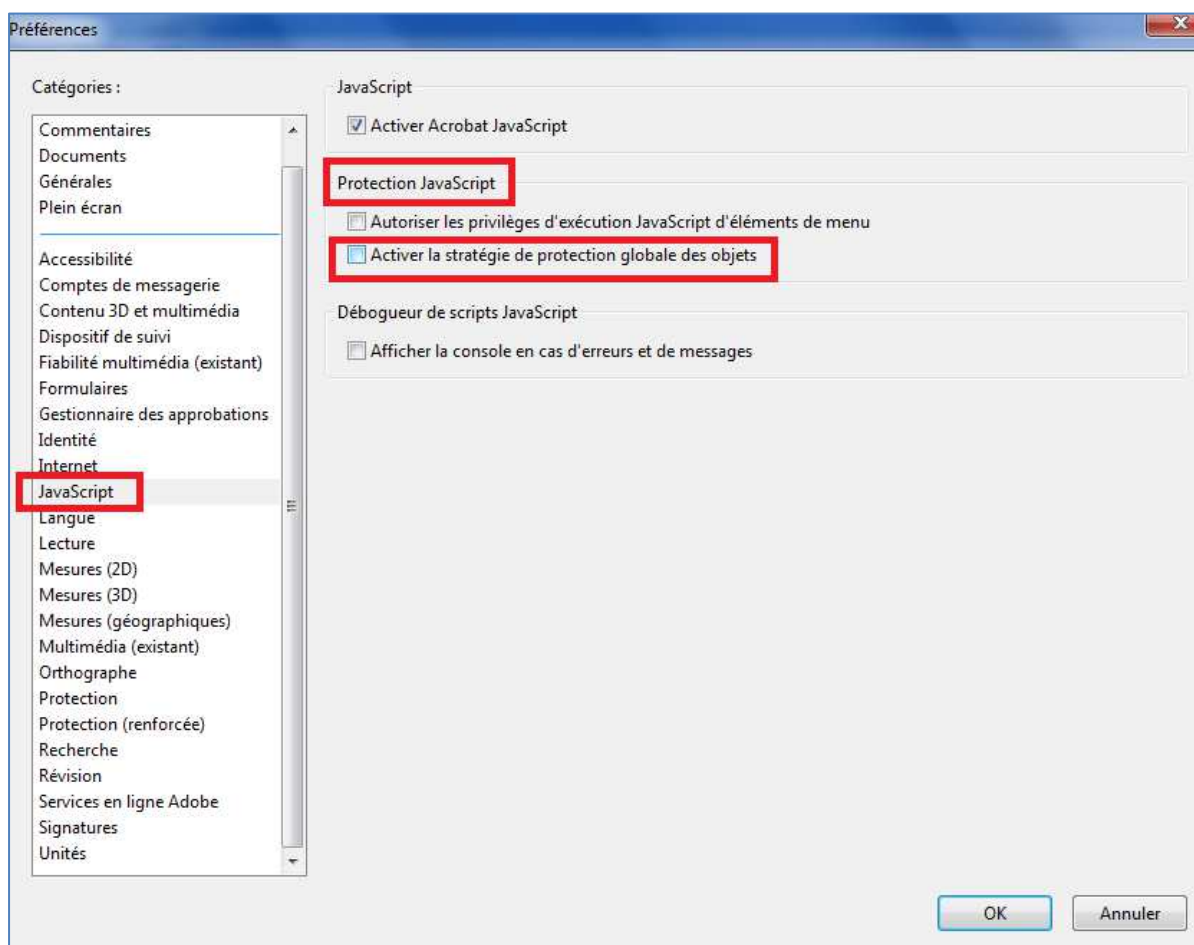 Préférences
Catégories :
Commentaires
Documents
Générales
Plein écran
Accessibilité
Comptes de messagerie
Contenu 3D et multimédia
Dispositif de suivi
Fiabilité multimédia (existant)
Formulaires
Gestionnaire des approbations
Identité
Internet
JavaScript
Langue
Lecture
Mesures (2D)
Mesures (3D)
Mesures (géographiques)
Multimédia (existant)
Orthographe
Protection
Protection (renforcée)
Recherche
Révision
Services en ligne Adobe
Signatures
Unités
JavaScript
Activer Acrobat JavaScript
Protection JavaScript
Autoriser les privilèges d'exécution JavaScript d'éléments de menu
Activer la stratégie de protection globale des objets
Débogueur de scripts JavaScript
Afficher la console en cas d'erreurs et de messages
OK
Annuler